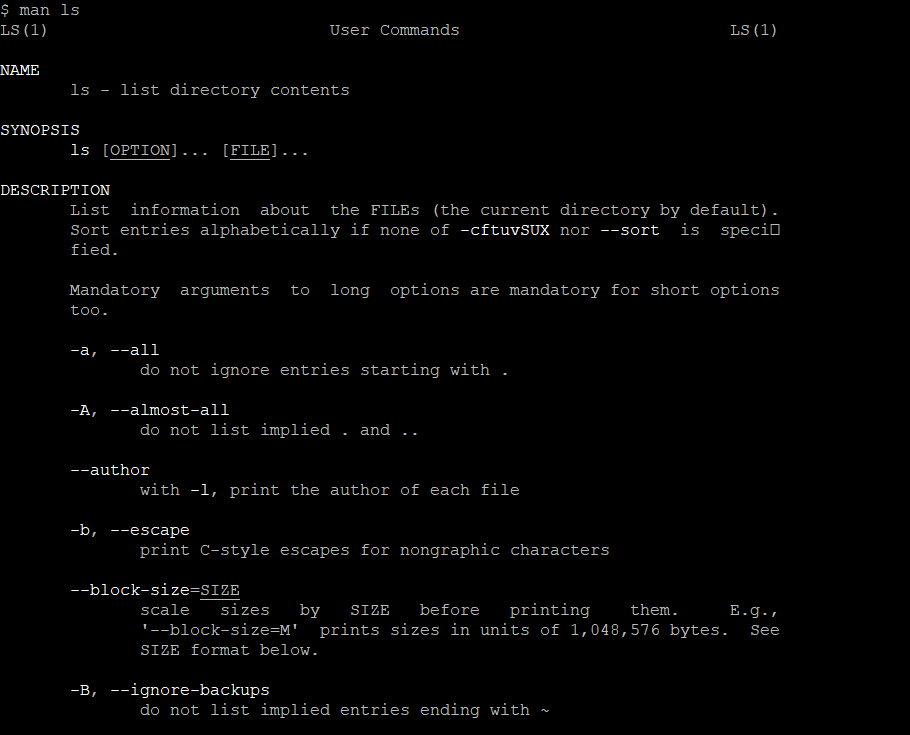 $ man ls
LS(1) User Commands LS(1)
NAME
ls - list directory contents
SYNOPSIS
ls [OPTION]... [FILE]...
DESCRIPTION
List information about the FILEs (the current directory by default).
Sort entries alphabetically if none of -cftuvSUX nor --sort is speci□
fied.
Mandatory arguments to long options are mandatory for short options
too.
-a, --all
do not ignore entries starting with .
-A, --almost-all
do not list implied . and ..
--author
with -l, print the author of each file
-b, --escape
print C-style escapes for nongraphic characters
--block-size=SIZE
scale sizes by SIZE before printing them. E.g.,
'--block-size=M' prints sizes in units of 1,048,576 bytes. See
SIZE format below.
-B, --ignore-backups
do not list implied entries ending with ~